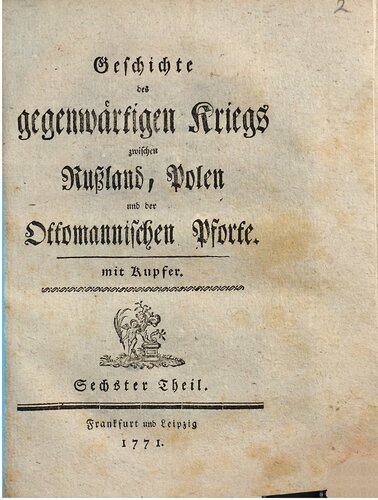 2
Geschichte
des
gegenwärtigen Kriegs
zwischen
Rußland, Polen
und der
Ottomannischen Pforte.
mit Kupfer.
Sechster Theil.
Frankfurt und Leipzig
1771.